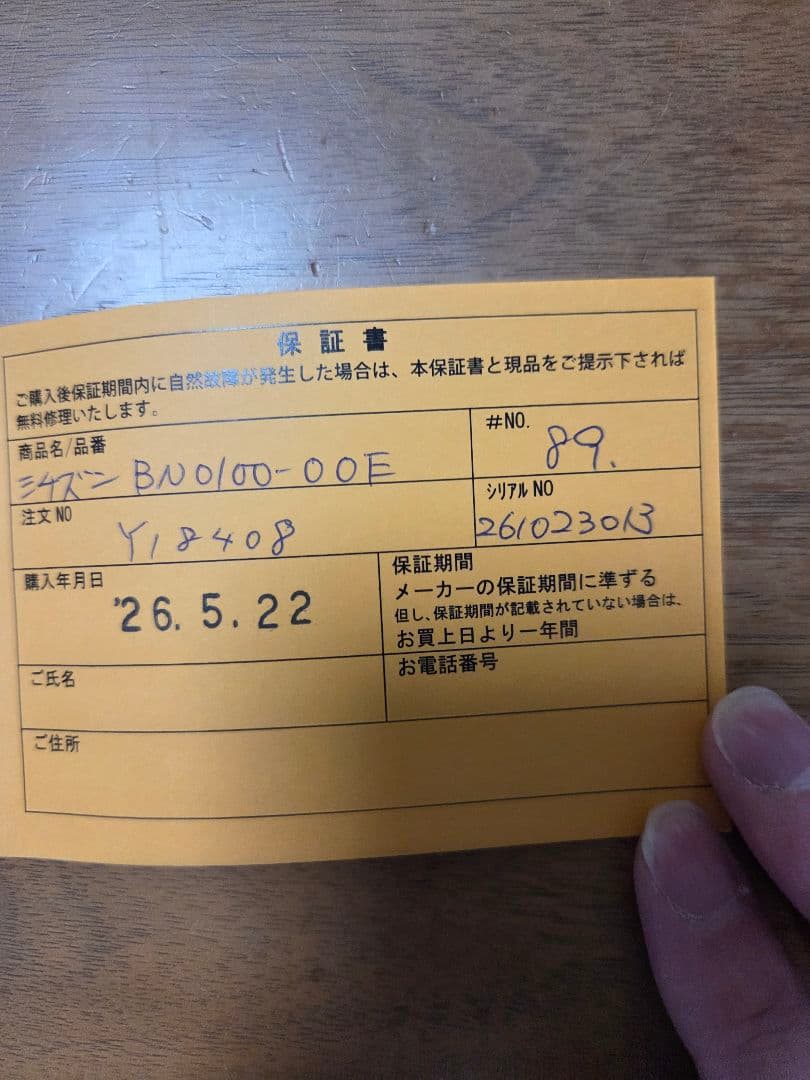 保証書
ご購入後保証期間内に自然故障が発生した場合は、本保証書と現品をご提示下されば
無料修理いたします。
商品名/品番
シチズン BN0100-00E
#NO.
89.
注文NO
Y18408
シリアルNO
261023013
購入年月日
'26.5.22
保証期間
メーカーの保証期間に準ずる
但し、保証期間が記載されていない場合は、
お買上日より一年間
ご氏名
お電話番号
ご住所